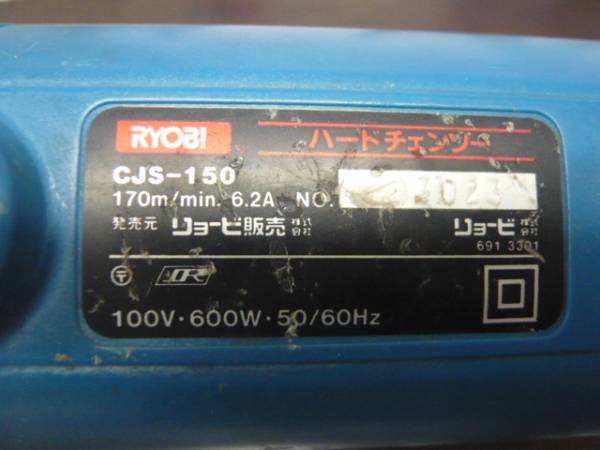 RYOBI ハードチェンソー
CJS-150
170m/min. 6.2A NO. 3023
発売元 リョービ販売株式会社 リョービ株式会社
691 3301
100V・600W・50/60Hz